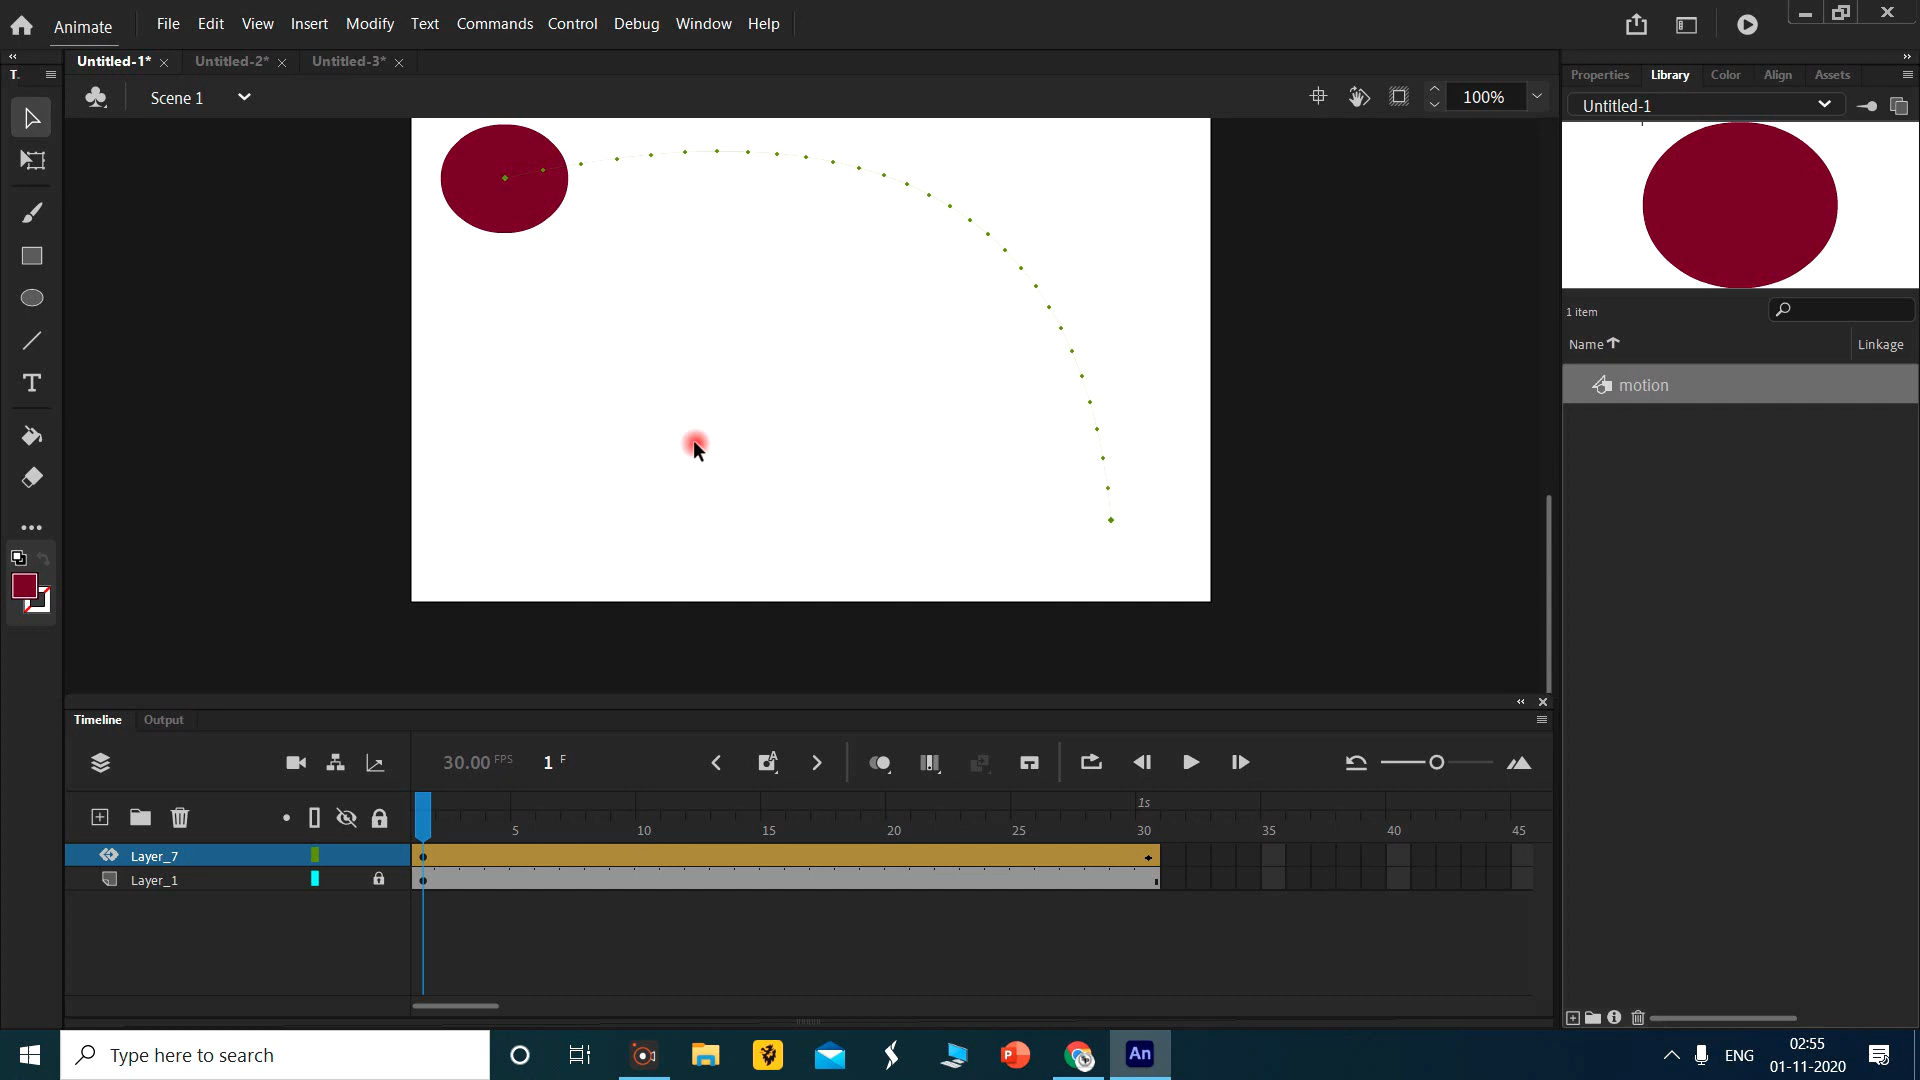 Animate File Edit View Insert Modify Text Commands Control Debug Window Help
Untitled-1* Untitled-2* Untitled-3*
T. Properties Library Color Align Assets
Scene 1 100% Untitled-1
1 item
Name Linkage
motion
T
Timeline Output
30.00 FPS 1 F
1s
5 10 15 20 25 30 35 40 45
Layer_7
Layer_1
Type here to search An ENG 02:55
01-11-2020